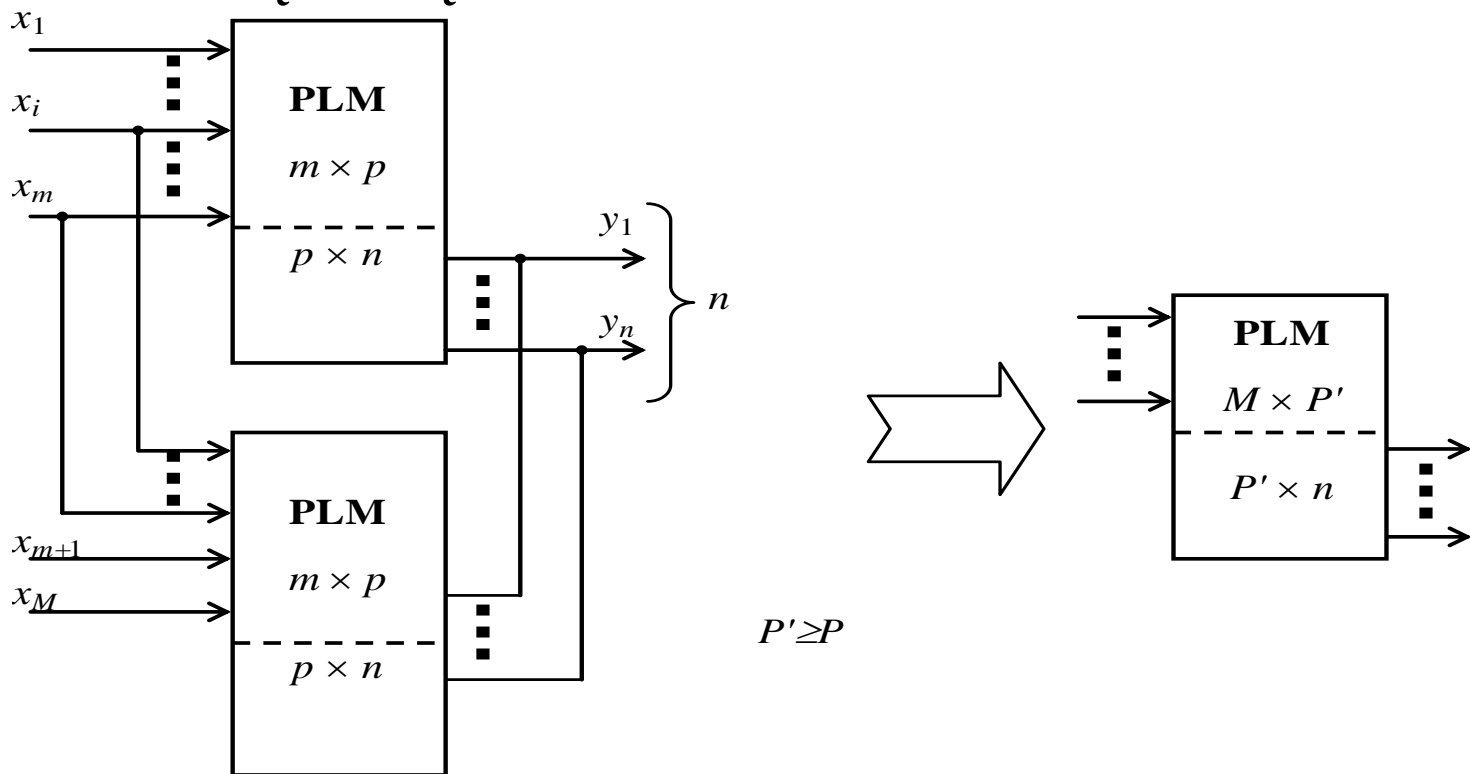 x1
xi
xm
PLM
m × p
p × n
y1
yn
n
xm+1
xM
PLM
m × p
p × n
P' ≥ P
PLM
M × P'
P' × n